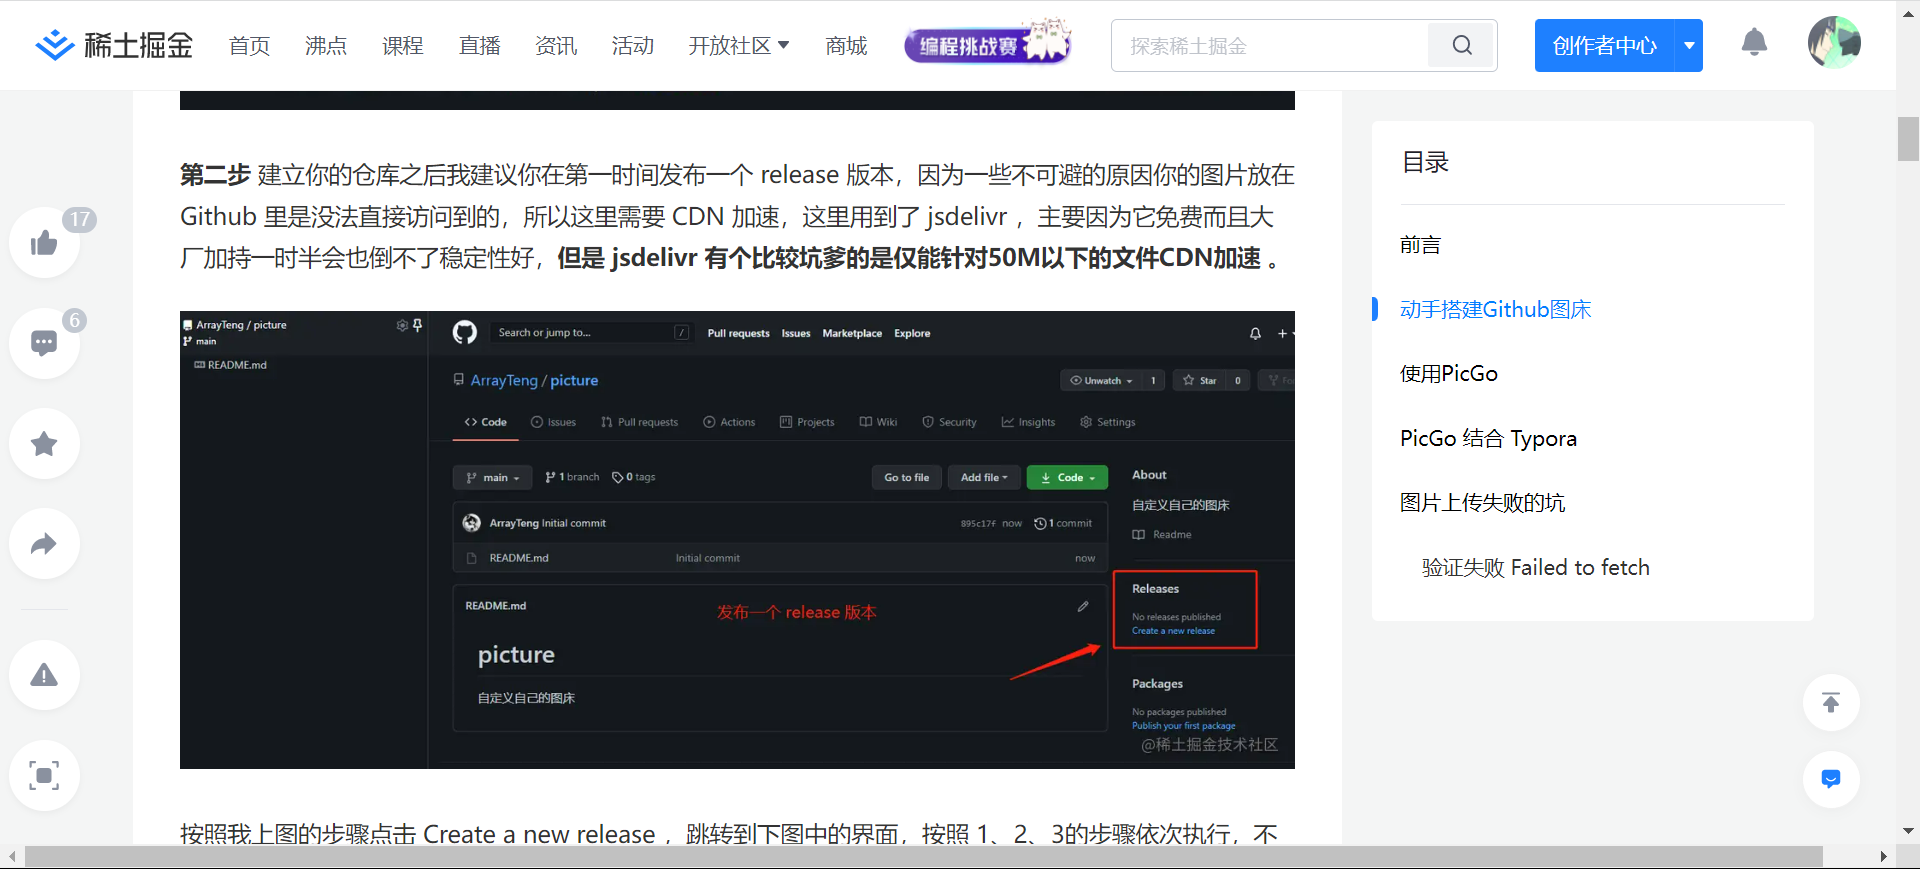 稀土掘金
首页
沸点
课程
直播
资讯
活动
开放社区
商城
编程挑战赛
探索稀土掘金
创作者中心
第二步 建立你的仓库之后我建议你在第一时间发布一个 release 版本，因为一些不可避的原因你的图片放在
Github 里是没法直接访问到的，所以这里需要 CDN 加速，这里用到了 jsdelivr ，主要因为它免费而且大
厂加持一时半会也倒不了稳定性好，但是 jsdelivr 有个比较坑爹的是仅能针对50M以下的文件CDN加速 。
17
6
ArrayTeng / picture
main
README.md
Search or jump to...
/
Pull requests
Issues
Marketplace
Explore
ArrayTeng / picture
Unwatch
1
Star
0
Code
Issues
Pull requests
Actions
Projects
Wiki
Security
Insights
Settings
main
1 branch
0 tags
Go to file
Add file
Code
ArrayTeng Initial commit
895c17f now
1 commit
README.md
Initial commit
now
README.md
发布一个 release 版本
picture
自定义自己的图床
About
自定义自己的图床
Readme
Releases
No releases published
Create a new release
Packages
No packages published
Publish your first package
@稀土掘金技术社区
按照我上图的步骤点击 Create a new release ，跳转到下图中的界面，按照 1、2、3的步骤依次执行，不
目录
前言
动手搭建Github图床
使用PicGo
PicGo 结合 Typora
图片上传失败的坑
验证失败 Failed to fetch